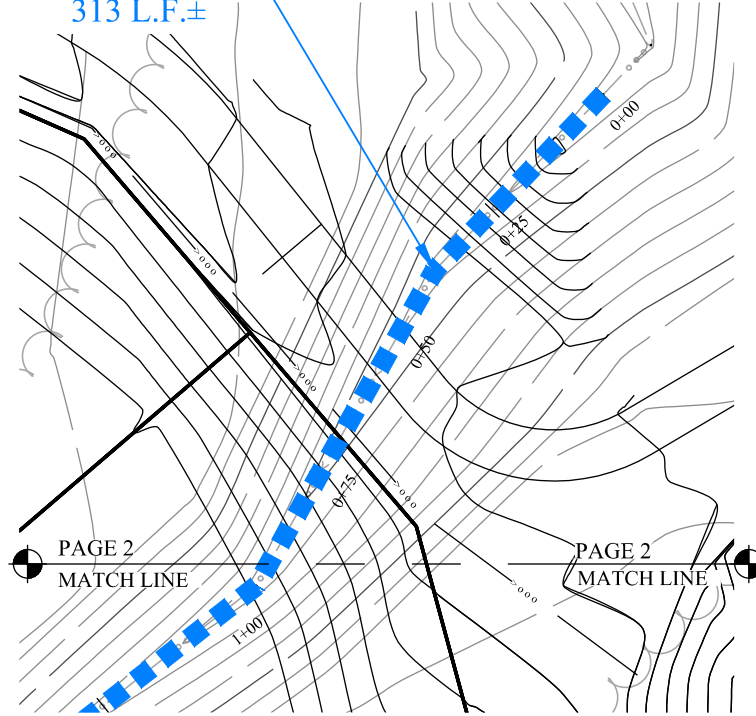 313 L.F.±
0+00
0+25
0+50
0+75
PAGE 2
MATCH LINE
PAGE 2
MATCH LINE
1+00